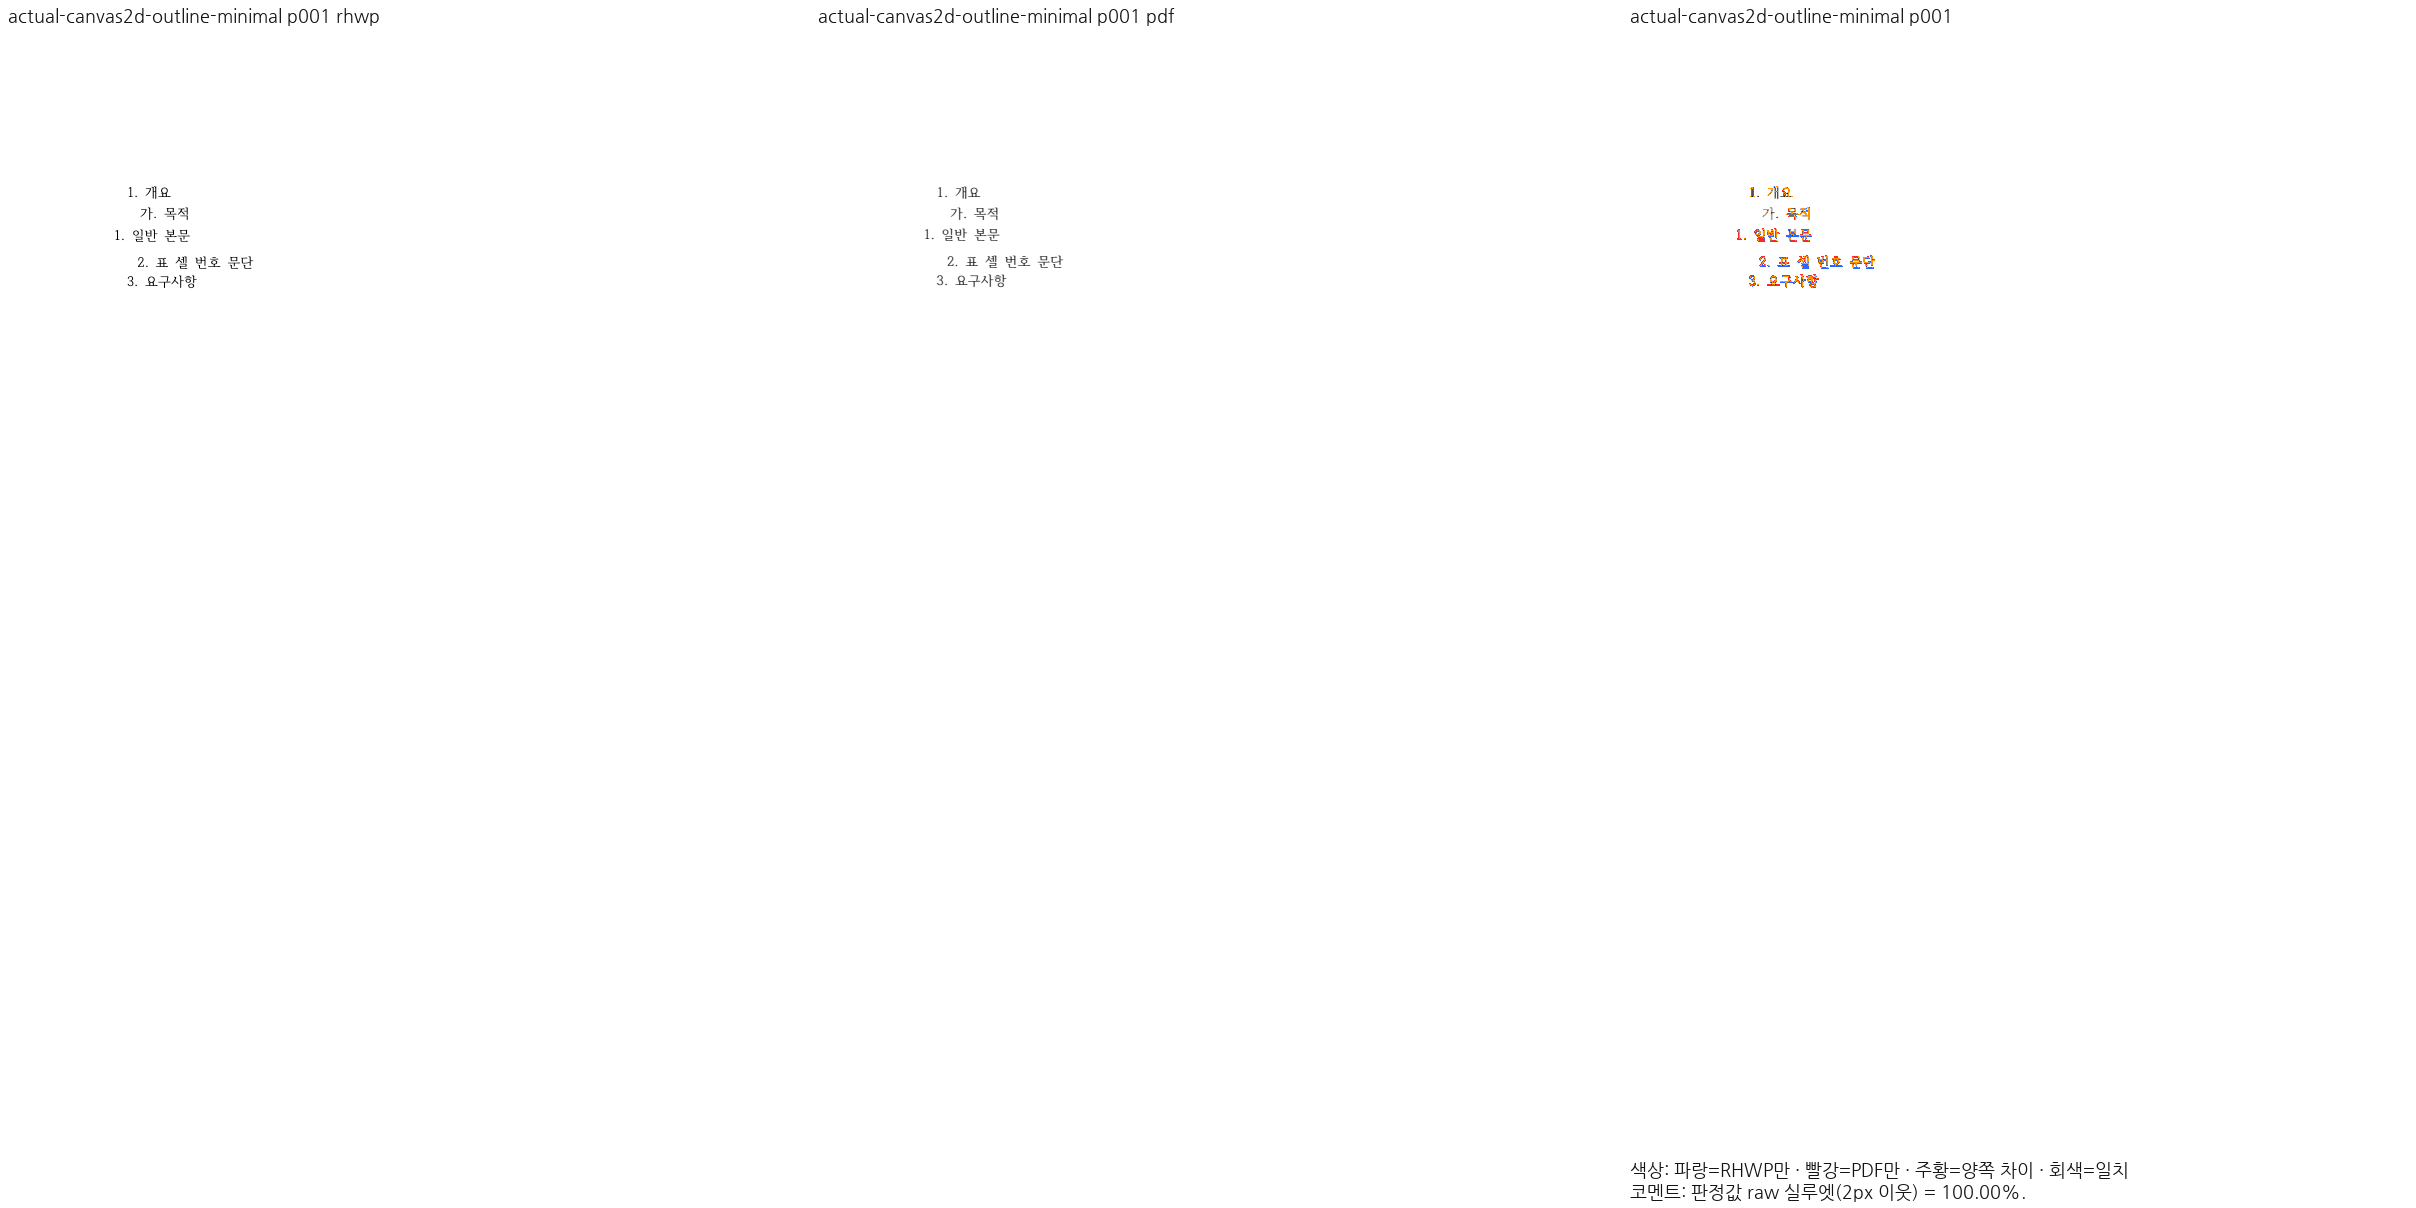 actual-canvas2d-outline-minimal p001 rhwp
1. 개요
가. 목적
1. 일반 본문
2. 표 셀 번호 문단
3. 요구사항
actual-canvas2d-outline-minimal p001 pdf
1. 개요
가. 목적
1. 일반 본문
2. 표 셀 번호 문단
3. 요구사항
actual-canvas2d-outline-minimal p001
1. 개요
가. 목적
1. 일반 본문
2. 표 셀 번호 문단
3. 요구사항
색상: 파랑=RHWP만 · 빨강=PDF만 · 주황=양쪽 차이 · 회색=일치
코멘트: 판정값 raw 실루엣(2px 이웃) = 100.00%.